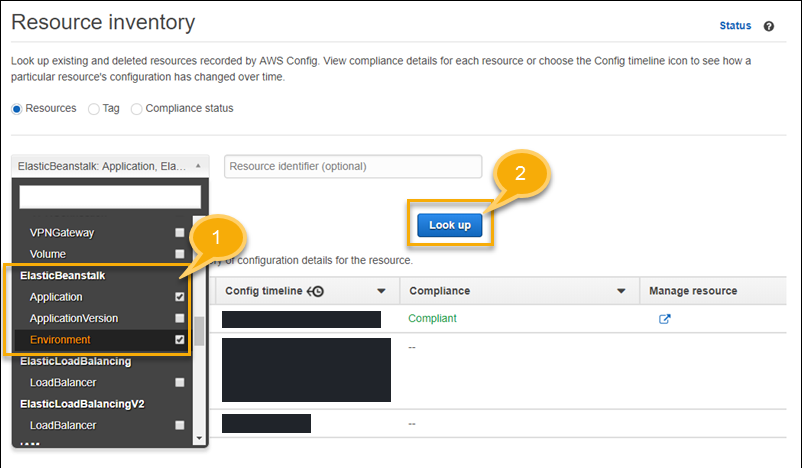 Resource inventory
Status
Look up existing and deleted resources recorded by AWS Config. View compliance details for each resource or choose the Config timeline icon to see how a
particular resource's configuration has changed over time.
Resources Tag Compliance status
ElasticBeanstalk: Application, Ela...
Resource identifier (optional)
2
Look up
1
VPNGateway
Volume
ElasticBeanstalk
Application
ApplicationVersion
Environment
ElasticLoadBalancing
LoadBalancer
ElasticLoadBalancingV2
LoadBalancer
of configuration details for the resource.
Config timeline Compliance Manage resource
Compliant
--
--